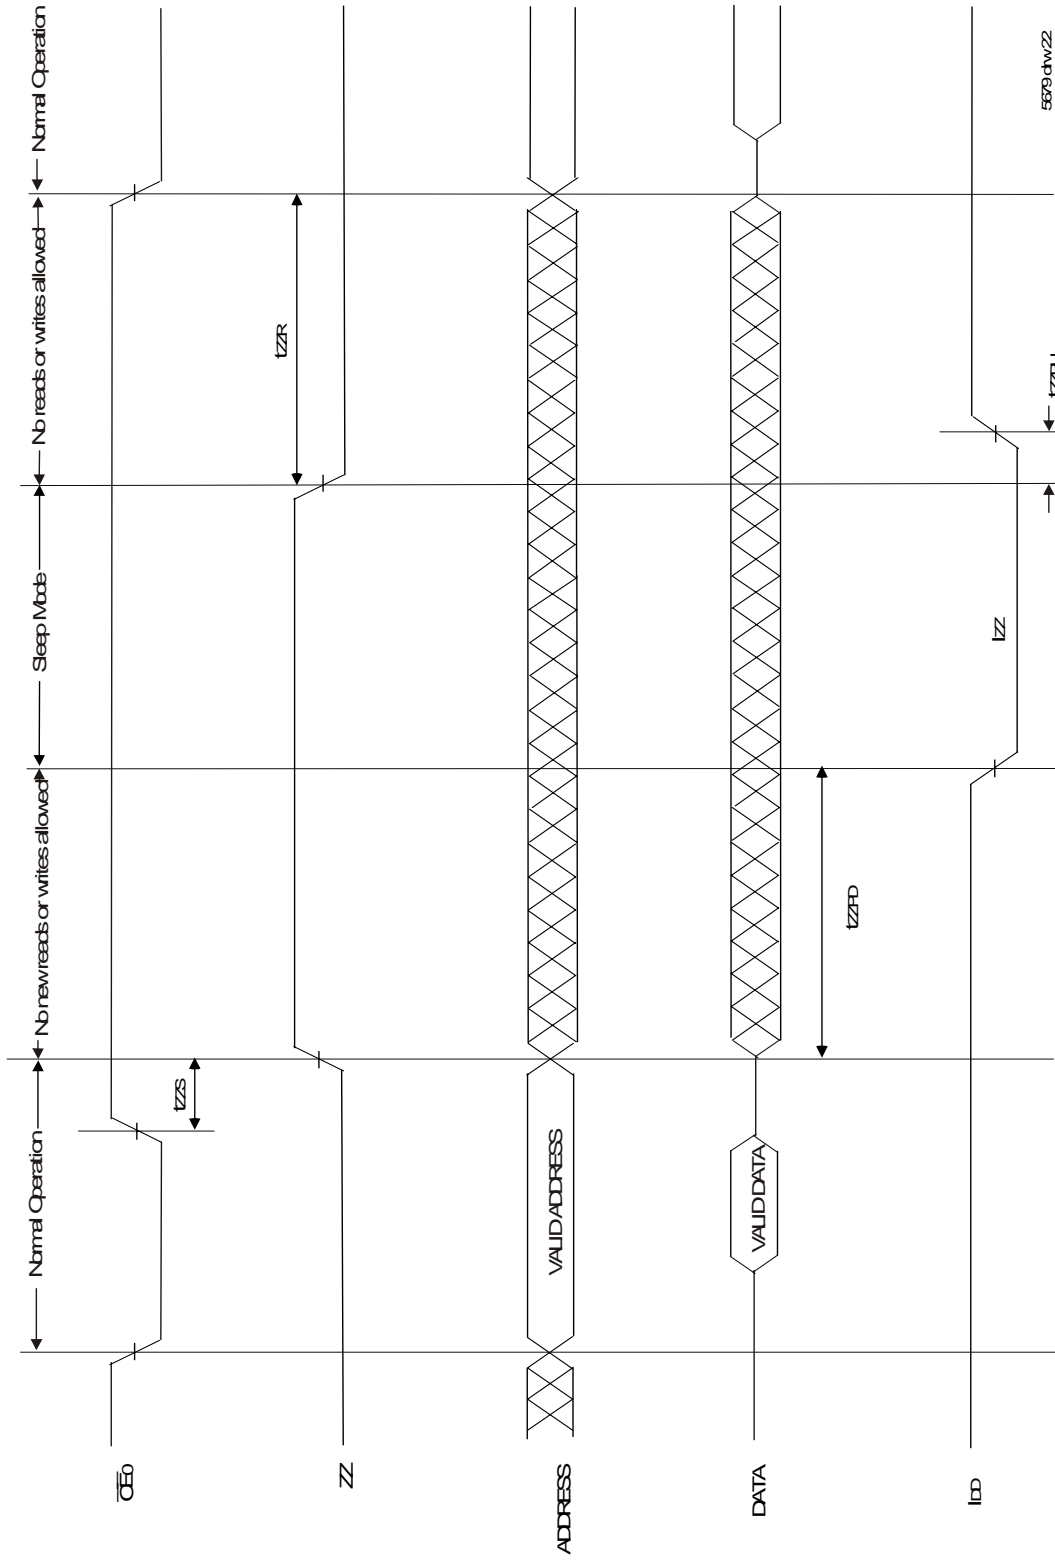 Normal Operation
No new reads or writes allowed
Sleep Mode
No reads or writes allowed
Normal Operation
OE0
tZZS
ZZ
tZZR
ADDRESS
VALID ADDRESS
DATA
VALID DATA
tZZPD
IDD
IZZ
5679 drw 22